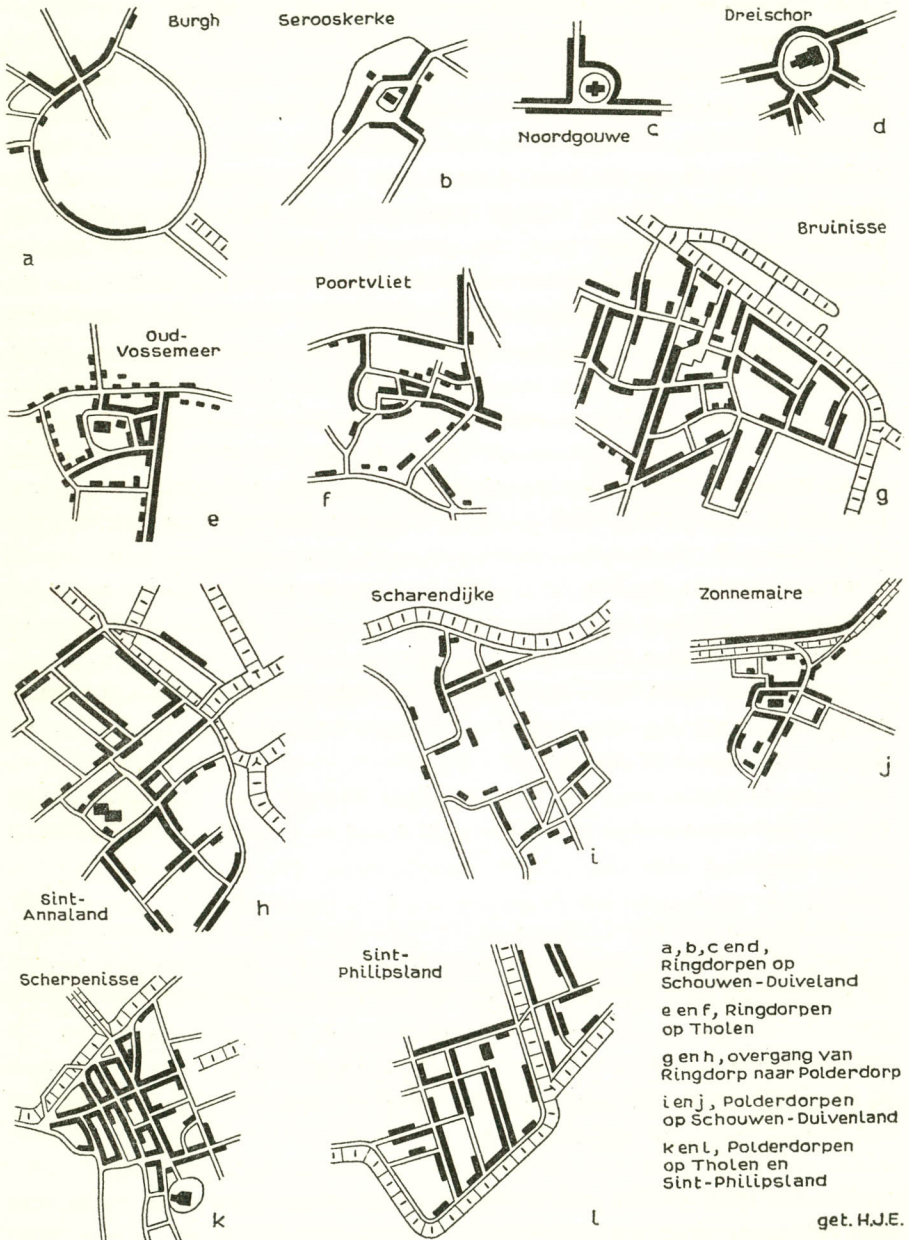 Burgh
a
Serooskerke
b
Noordgouwe
c
Dreischor
d
Oud-
Vossemeer
e
Poortvliet
f
Bruinisse
g
Sint-
Annaland
h
Scharendijke
i
Zonnemaire
j
Scherpenisse
k
Sint-
Philipsland
l
a, b, c en d,
Ringdorpen op
Schouwen-Duiveland
e en f, Ringdorpen
op Tholen
g en h, overgang van
Ringdorp naar Polderdorp
i en j, Polderdorpen
op Schouwen-Duivenland
k en l, Polderdorpen
op Tholen en
Sint-Philipsland
get. H.J.E.